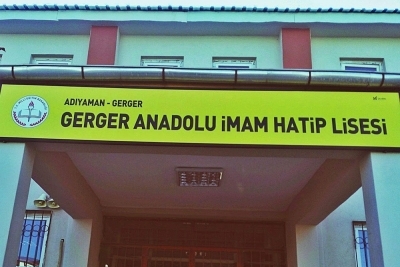 ADIYAMAN - GERGER
GERGER ANADOLU İMAM HATİP LİSESİ